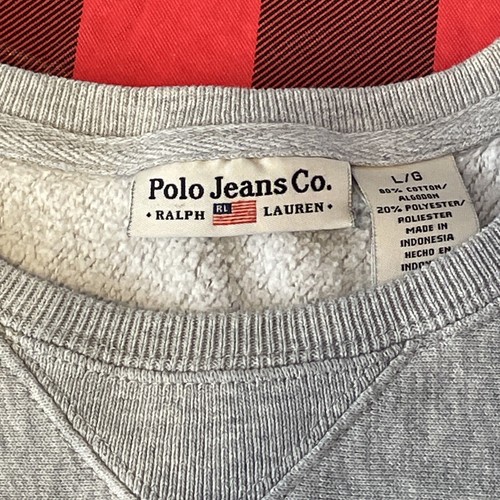 Polo Jeans Co.
• RALPH RL LAUREN •
L/G
80% COTTON/
ALGODON
20% POLYESTER/
POLIESTER
MADE IN
INDONESIA
HECHO EN